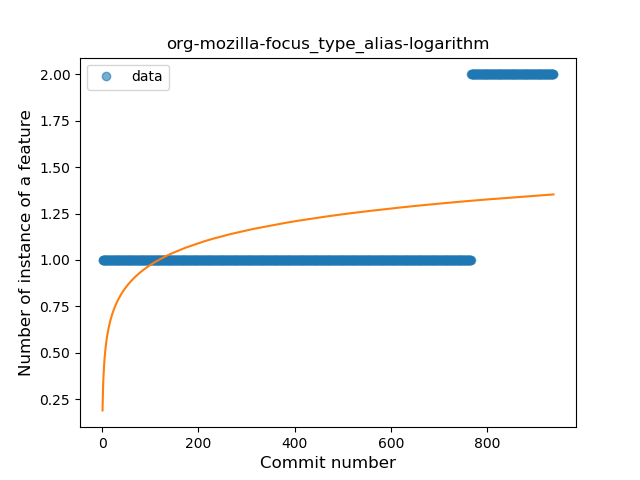 org-mozilla-focus_type_alias-logarithm
data
Number of instance of a feature
2.00
1.75
1.50
1.25
1.00
0.75
0.50
0.25
0 200 400 600 800
Commit number